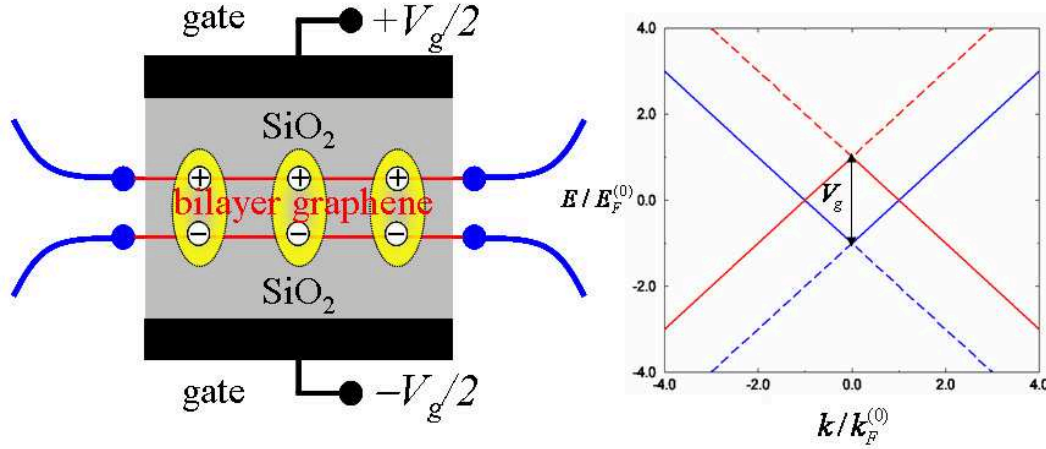 gate
+V_g/2
SiO₂
+ + +
bilayer graphene
− − −
SiO₂
gate
−V_g/2
4.0
2.0
0.0
-2.0
-4.0
E / E_F^(0)
V_g
-4.0 -2.0 0.0 2.0 4.0
k / k_F^(0)